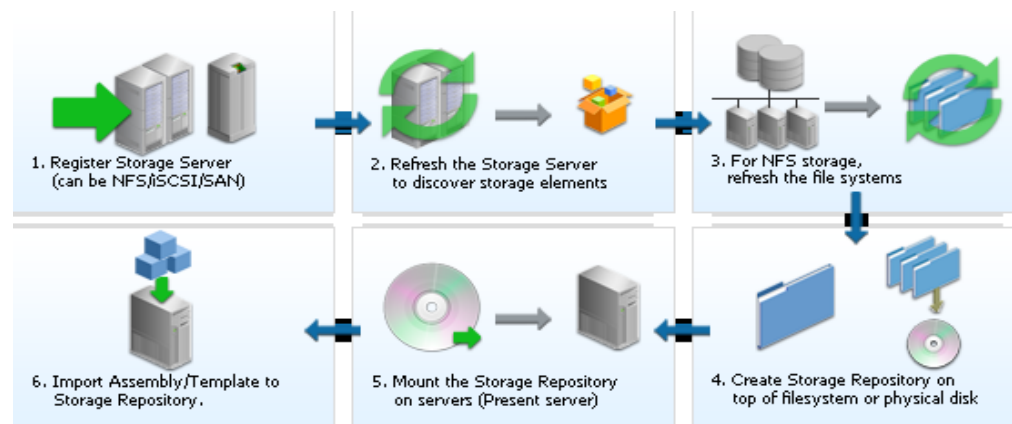 1. Register Storage Server
(can be NFS/iSCSI/SAN)
2. Refresh the Storage Server
to discover storage elements
3. For NFS storage,
refresh the file systems
4. Create Storage Repository on
top of filesystem or physical disk
5. Mount the Storage Repository
on servers (Present server)
6. Import Assembly/Template to
Storage Repository.